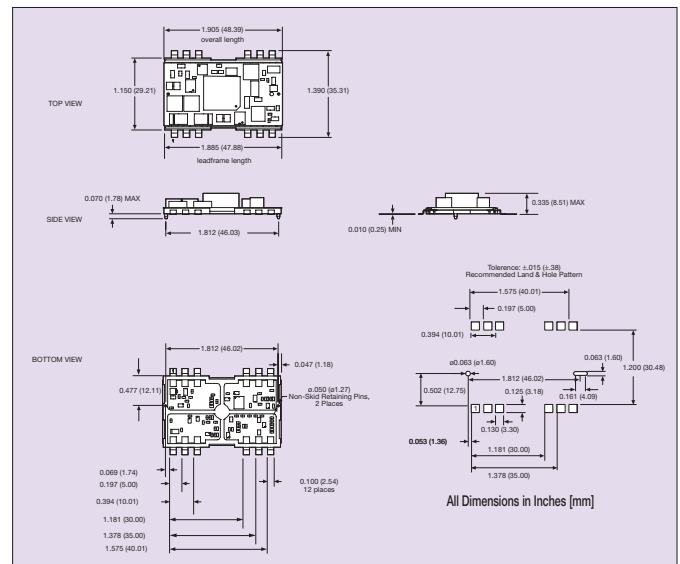 1.905 (48.39)
overall length
1.150 (29.21)
1.390 (35.31)
TOP VIEW
1.885 (47.88)
leadframe length
0.070 (1.78) MAX
0.335 (8.51) MAX
SIDE VIEW
1.812 (46.03)
0.010 (0.25) MIN
Tolerence: ±.015 (±.38)
Recommended Land & Hole Pattern
1.575 (40.01)
0.197 (5.00)
0.394 (10.01)
BOTTOM VIEW
1.812 (46.02)
0.047 (1.18)
ø0.063 (ø1.60)
0.063 (1.60)
1.200 (30.48)
0.477 (12.11)
ø.050 (ø1.27)
Non-Skid Retaining Pins,
2 Places
1.812 (46.02)
0.502 (12.75)
0.125 (3.18)
0.161 (4.09)
1
0.130 (3.30)
0.053 (1.36)
0.069 (1.74)
0.197 (5.00)
0.394 (10.01)
0.100 (2.54)
12 places
1.181 (30.00)
1.378 (35.00)
1.181 (30.00)
1.378 (35.00)
1.575 (40.01)
All Dimensions in Inches [mm]